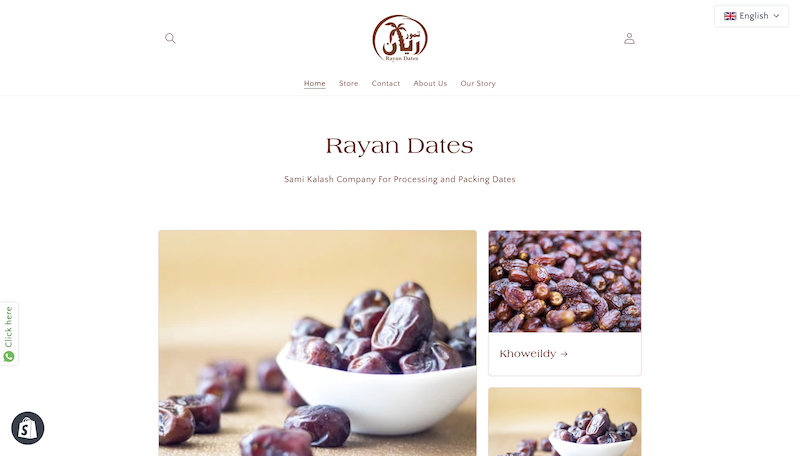 English
تمور
الريان
Rayan Dates
Home
Store
Contact
About Us
Our Story
Rayan Dates
Sami Kalash Company For Processing and Packing Dates
Khoweildy →
Click here